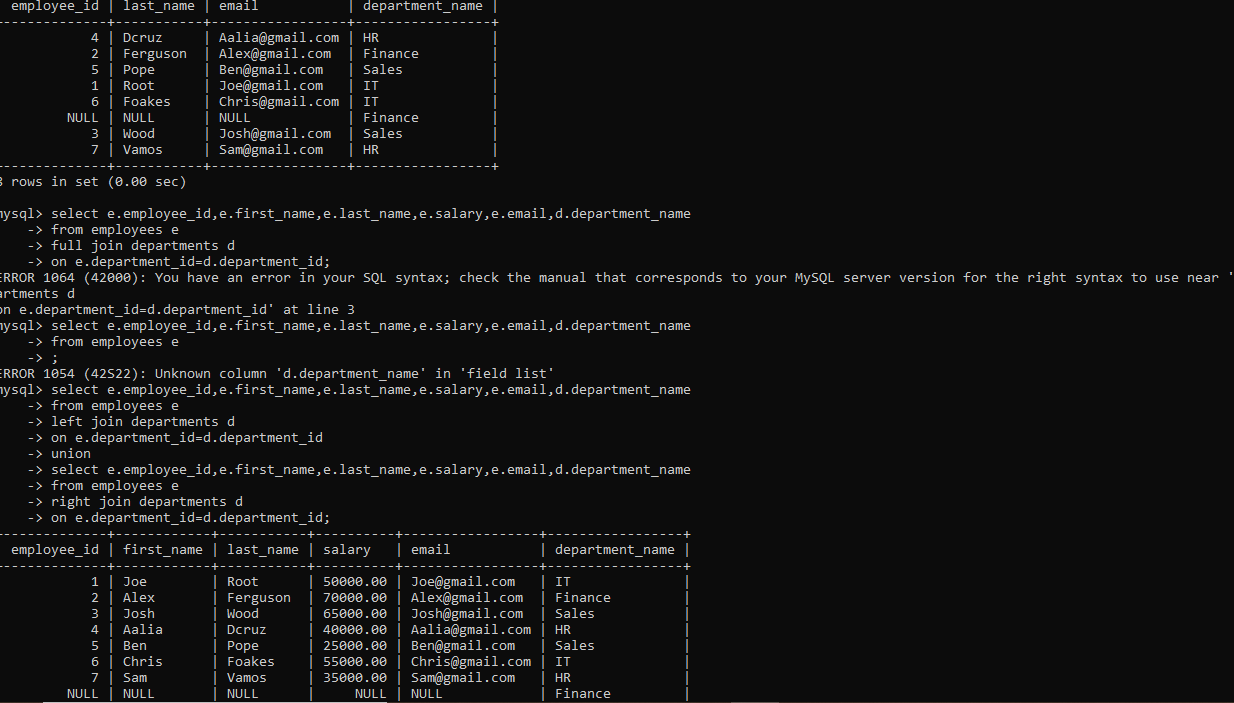 employee_id | last_name | email           | department_name |
-------------+-----------+-----------------+-----------------+
          4 | Dcruz     | Aalia@gmail.com | HR              |
          2 | Ferguson  | Alex@gmail.com  | Finance         |
          5 | Pope      | Ben@gmail.com   | Sales           |
          1 | Root      | Joe@gmail.com   | IT              |
          6 | Foakes    | Chris@gmail.com | IT              |
       NULL | NULL      | NULL            | Finance         |
          3 | Wood      | Josh@gmail.com  | Sales           |
          7 | Vamos     | Sam@gmail.com   | HR              |
-------------+-----------+-----------------+-----------------+
8 rows in set (0.00 sec)

mysql> select e.employee_id,e.first_name,e.last_name,e.salary,e.email,d.department_name
    -> from employees e
    -> full join departments d
    -> on e.department_id=d.department_id;
ERROR 1064 (42000): You have an error in your SQL syntax; check the manual that corresponds to your MySQL server version for the right syntax to use near '
artments d
on e.department_id=d.department_id' at line 3
mysql> select e.employee_id,e.first_name,e.last_name,e.salary,e.email,d.department_name
    -> from employees e
    -> ;
ERROR 1054 (42S22): Unknown column 'd.department_name' in 'field list'
mysql> select e.employee_id,e.first_name,e.last_name,e.salary,e.email,d.department_name
    -> from employees e
    -> left join departments d
    -> on e.department_id=d.department_id
    -> union
    -> select e.employee_id,e.first_name,e.last_name,e.salary,e.email,d.department_name
    -> from employees e
    -> right join departments d
    -> on e.department_id=d.department_id;
-------------+------------+-----------+----------+-----------------+-----------------+
employee_id | first_name | last_name | salary   | email           | department_name |
-------------+------------+-----------+----------+-----------------+-----------------+
          1 | Joe        | Root      | 50000.00 | Joe@gmail.com   | IT              |
          2 | Alex       | Ferguson  | 70000.00 | Alex@gmail.com  | Finance         |
          3 | Josh       | Wood      | 65000.00 | Josh@gmail.com  | Sales           |
          4 | Aalia      | Dcruz     | 40000.00 | Aalia@gmail.com | HR              |
          5 | Ben        | Pope      | 25000.00 | Ben@gmail.com   | Sales           |
          6 | Chris      | Foakes    | 55000.00 | Chris@gmail.com | IT              |
          7 | Sam        | Vamos     | 35000.00 | Sam@gmail.com   | HR              |
       NULL | NULL       | NULL      |     NULL | NULL            | Finance         |